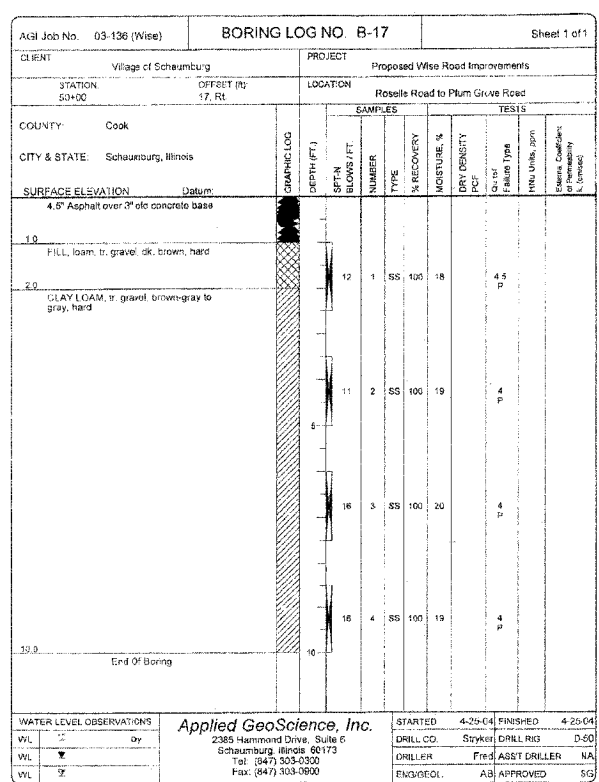 AGI Job No. 03-136 (Wise) BORING LOG NO. B-17 Sheet 1 of 1
CLIENT
Village of Schaumburg
PROJECT
Proposed Wise Road Improvements
STATION
50+00
OFFSET (ft)
17, Rt.
LOCATION
Roselle Road to Plum Grove Road
COUNTY: Cook
CITY & STATE: Schaumburg, Illinois
SURFACE ELEVATION Datum:
GRAPHIC LOG
DEPTH (FT.)
SAMPLES
SPT-N
BLOWS / FT.
NUMBER
TYPE
% RECOVERY
TESTS
MOISTURE, %
DRY DENSITY
PCF
Qu tsf
Failure Type
HNu Units, ppm
Coefficient
of Permeability
k, (cm/sec)
4.5" Asphalt over 3" old concrete base
1.0
FILL, loam, tr. gravel, dk. brown, hard
12 1 SS 100 18 4.5
P
2.0
CLAY LOAM, tr. gravel, brown-gray to
gray, hard
11 2 SS 100 19 4
P
5
16 3 SS 100 20 4
P
16 4 SS 100 19 4
P
10.0 10
End Of Boring
WATER LEVEL OBSERVATIONS
WL
WL
WL
Applied GeoScience, Inc.
2385 Hammond Drive, Suite 6
Schaumburg, Illinois 60173
Tel: (847) 303-0300
Fax: (847) 303-0900
STARTED 4-25-04 FINISHED 4-25-04
DRILL CO. Stryker DRILL RIG D-50
DRILLER Fred ASS'T DRILLER NA
ENG/GEOL. AB APPROVED SG